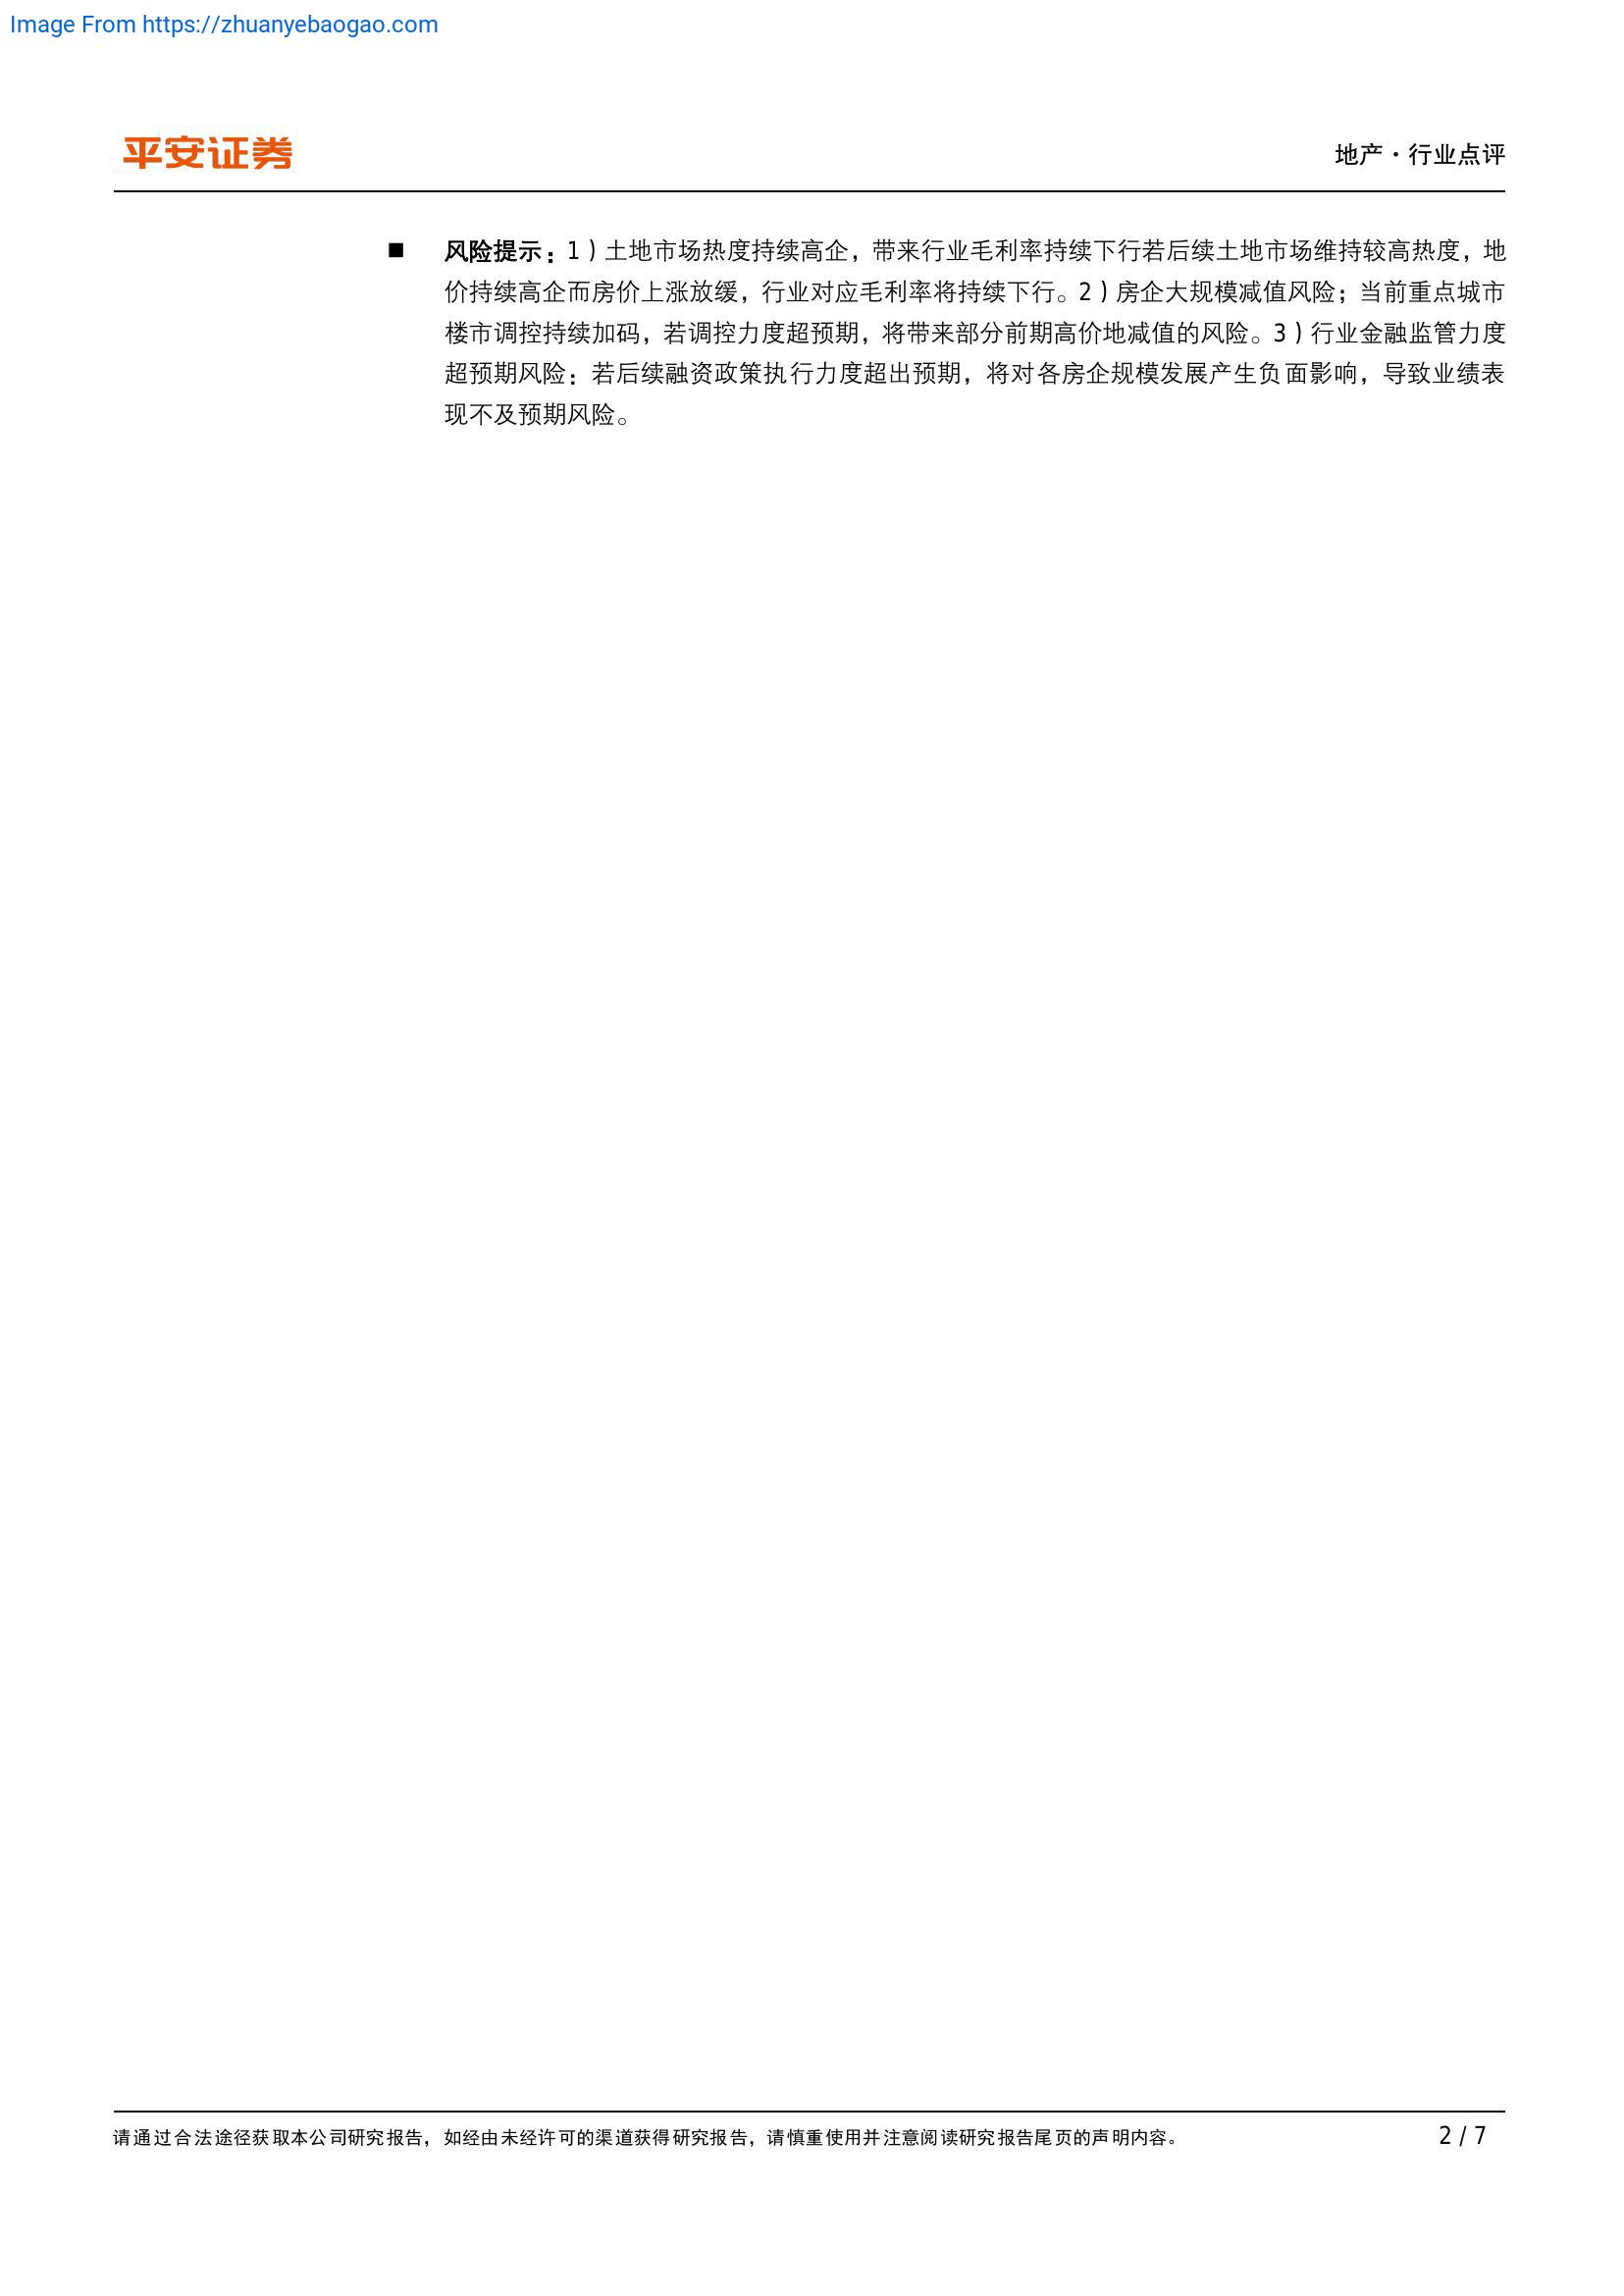 Image From https://zhuanyebaogao.com
平安证券
地产·行业点评
■ 风险提示：1）土地市场热度持续高企，带来行业毛利率持续下行若后续土地市场维持较高热度，地
价持续高企而房价上涨放缓，行业对应毛利率将持续下行。2）房企大规模减值风险；当前重点城市
楼市调控持续加码，若调控力度超预期，将带来部分前期高价地减值的风险。3）行业金融监管力度
超预期风险：若后续融资政策执行力度超出预期，将对各房企规模发展产生负面影响，导致业绩表
现不及预期风险。
请通过合法途径获取本公司研究报告，如经由未经许可的渠道获得研究报告，请慎重使用并注意阅读研究报告尾页的声明内容。
2 / 7